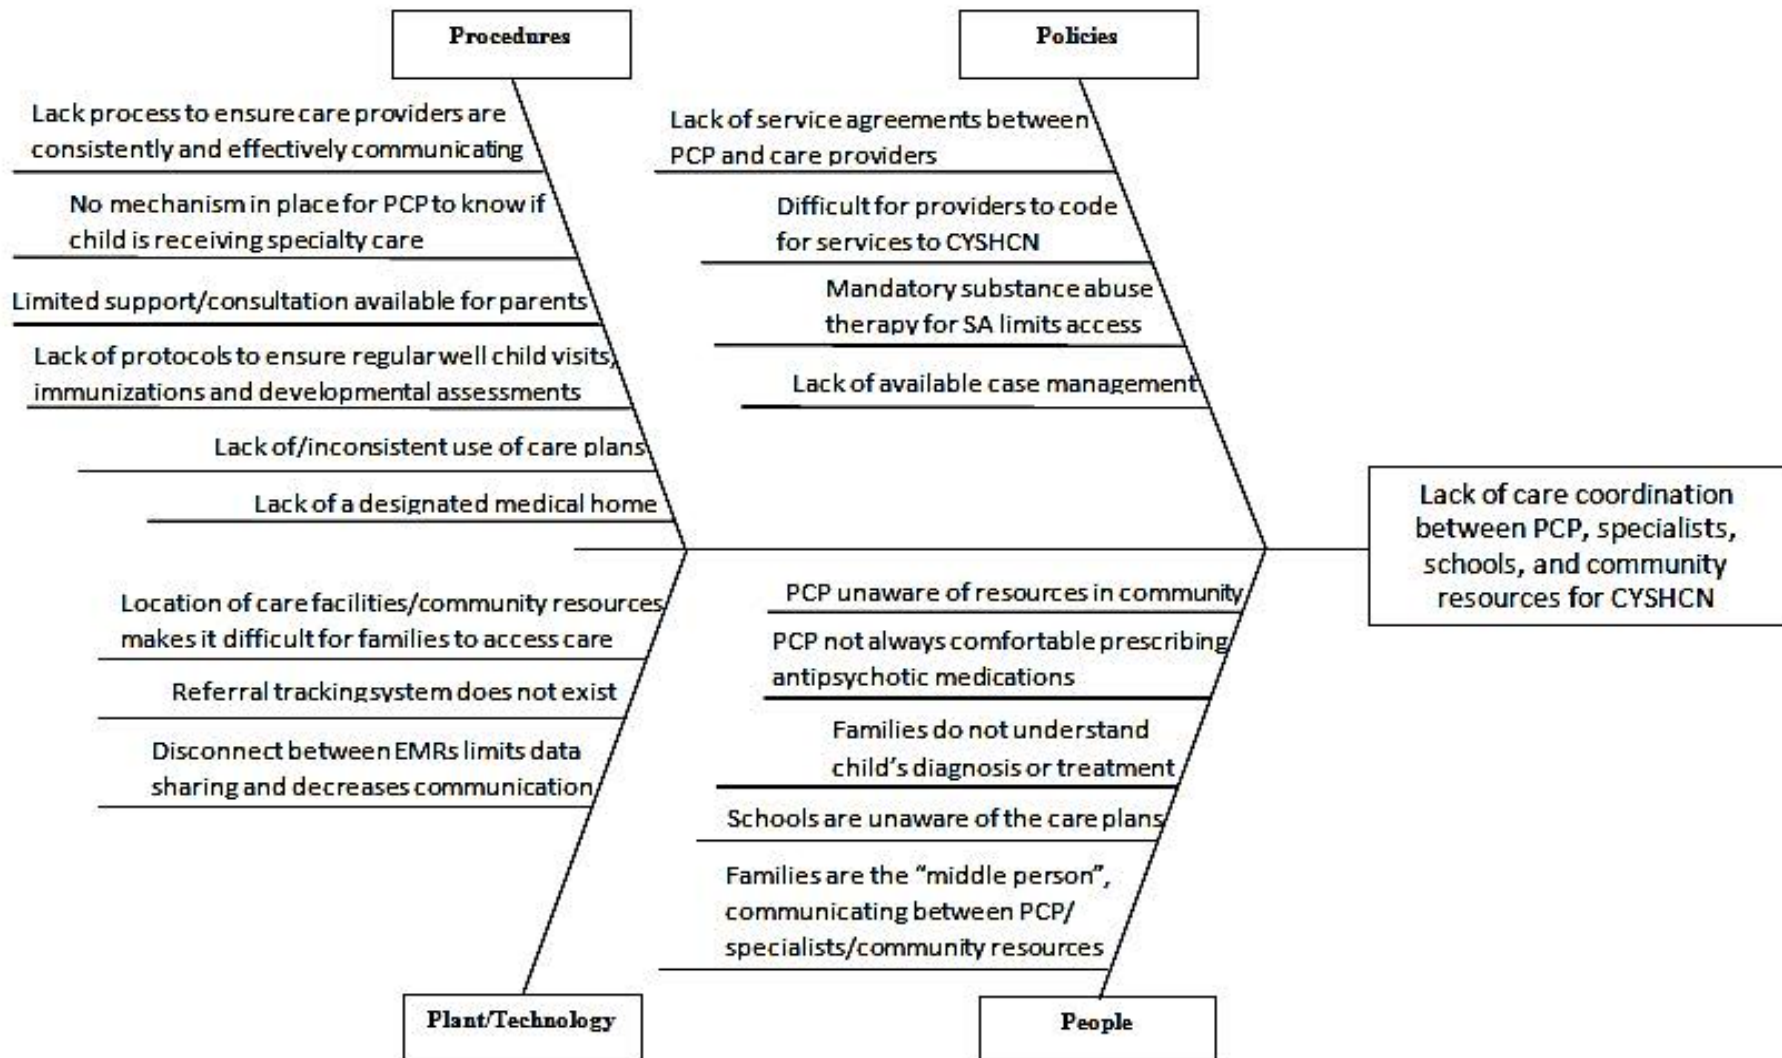 Procedures
Lack process to ensure care providers are
consistently and effectively communicating
No mechanism in place for PCP to know if
child is receiving specialty care
Limited support/consultation available for parents
Lack of protocols to ensure regular well child visits,
immunizations and developmental assessments
Lack of/inconsistent use of care plans
Lack of a designated medical home
Policies
Lack of service agreements between
PCP and care providers
Difficult for providers to code
for services to CYSHCN
Mandatory substance abuse
therapy for SA limits access
Lack of available case management
Lack of care coordination
between PCP, specialists,
schools, and community
resources for CYSHCN
Location of care facilities/community resources
makes it difficult for families to access care
Referral tracking system does not exist
Disconnect between EMRs limits data
sharing and decreases communication
Plant/Technology
PCP unaware of resources in community
PCP not always comfortable prescribing
antipsychotic medications
Families do not understand
child’s diagnosis or treatment
Schools are unaware of the care plans
Families are the “middle person”,
communicating between PCP/
specialists/community resources
People